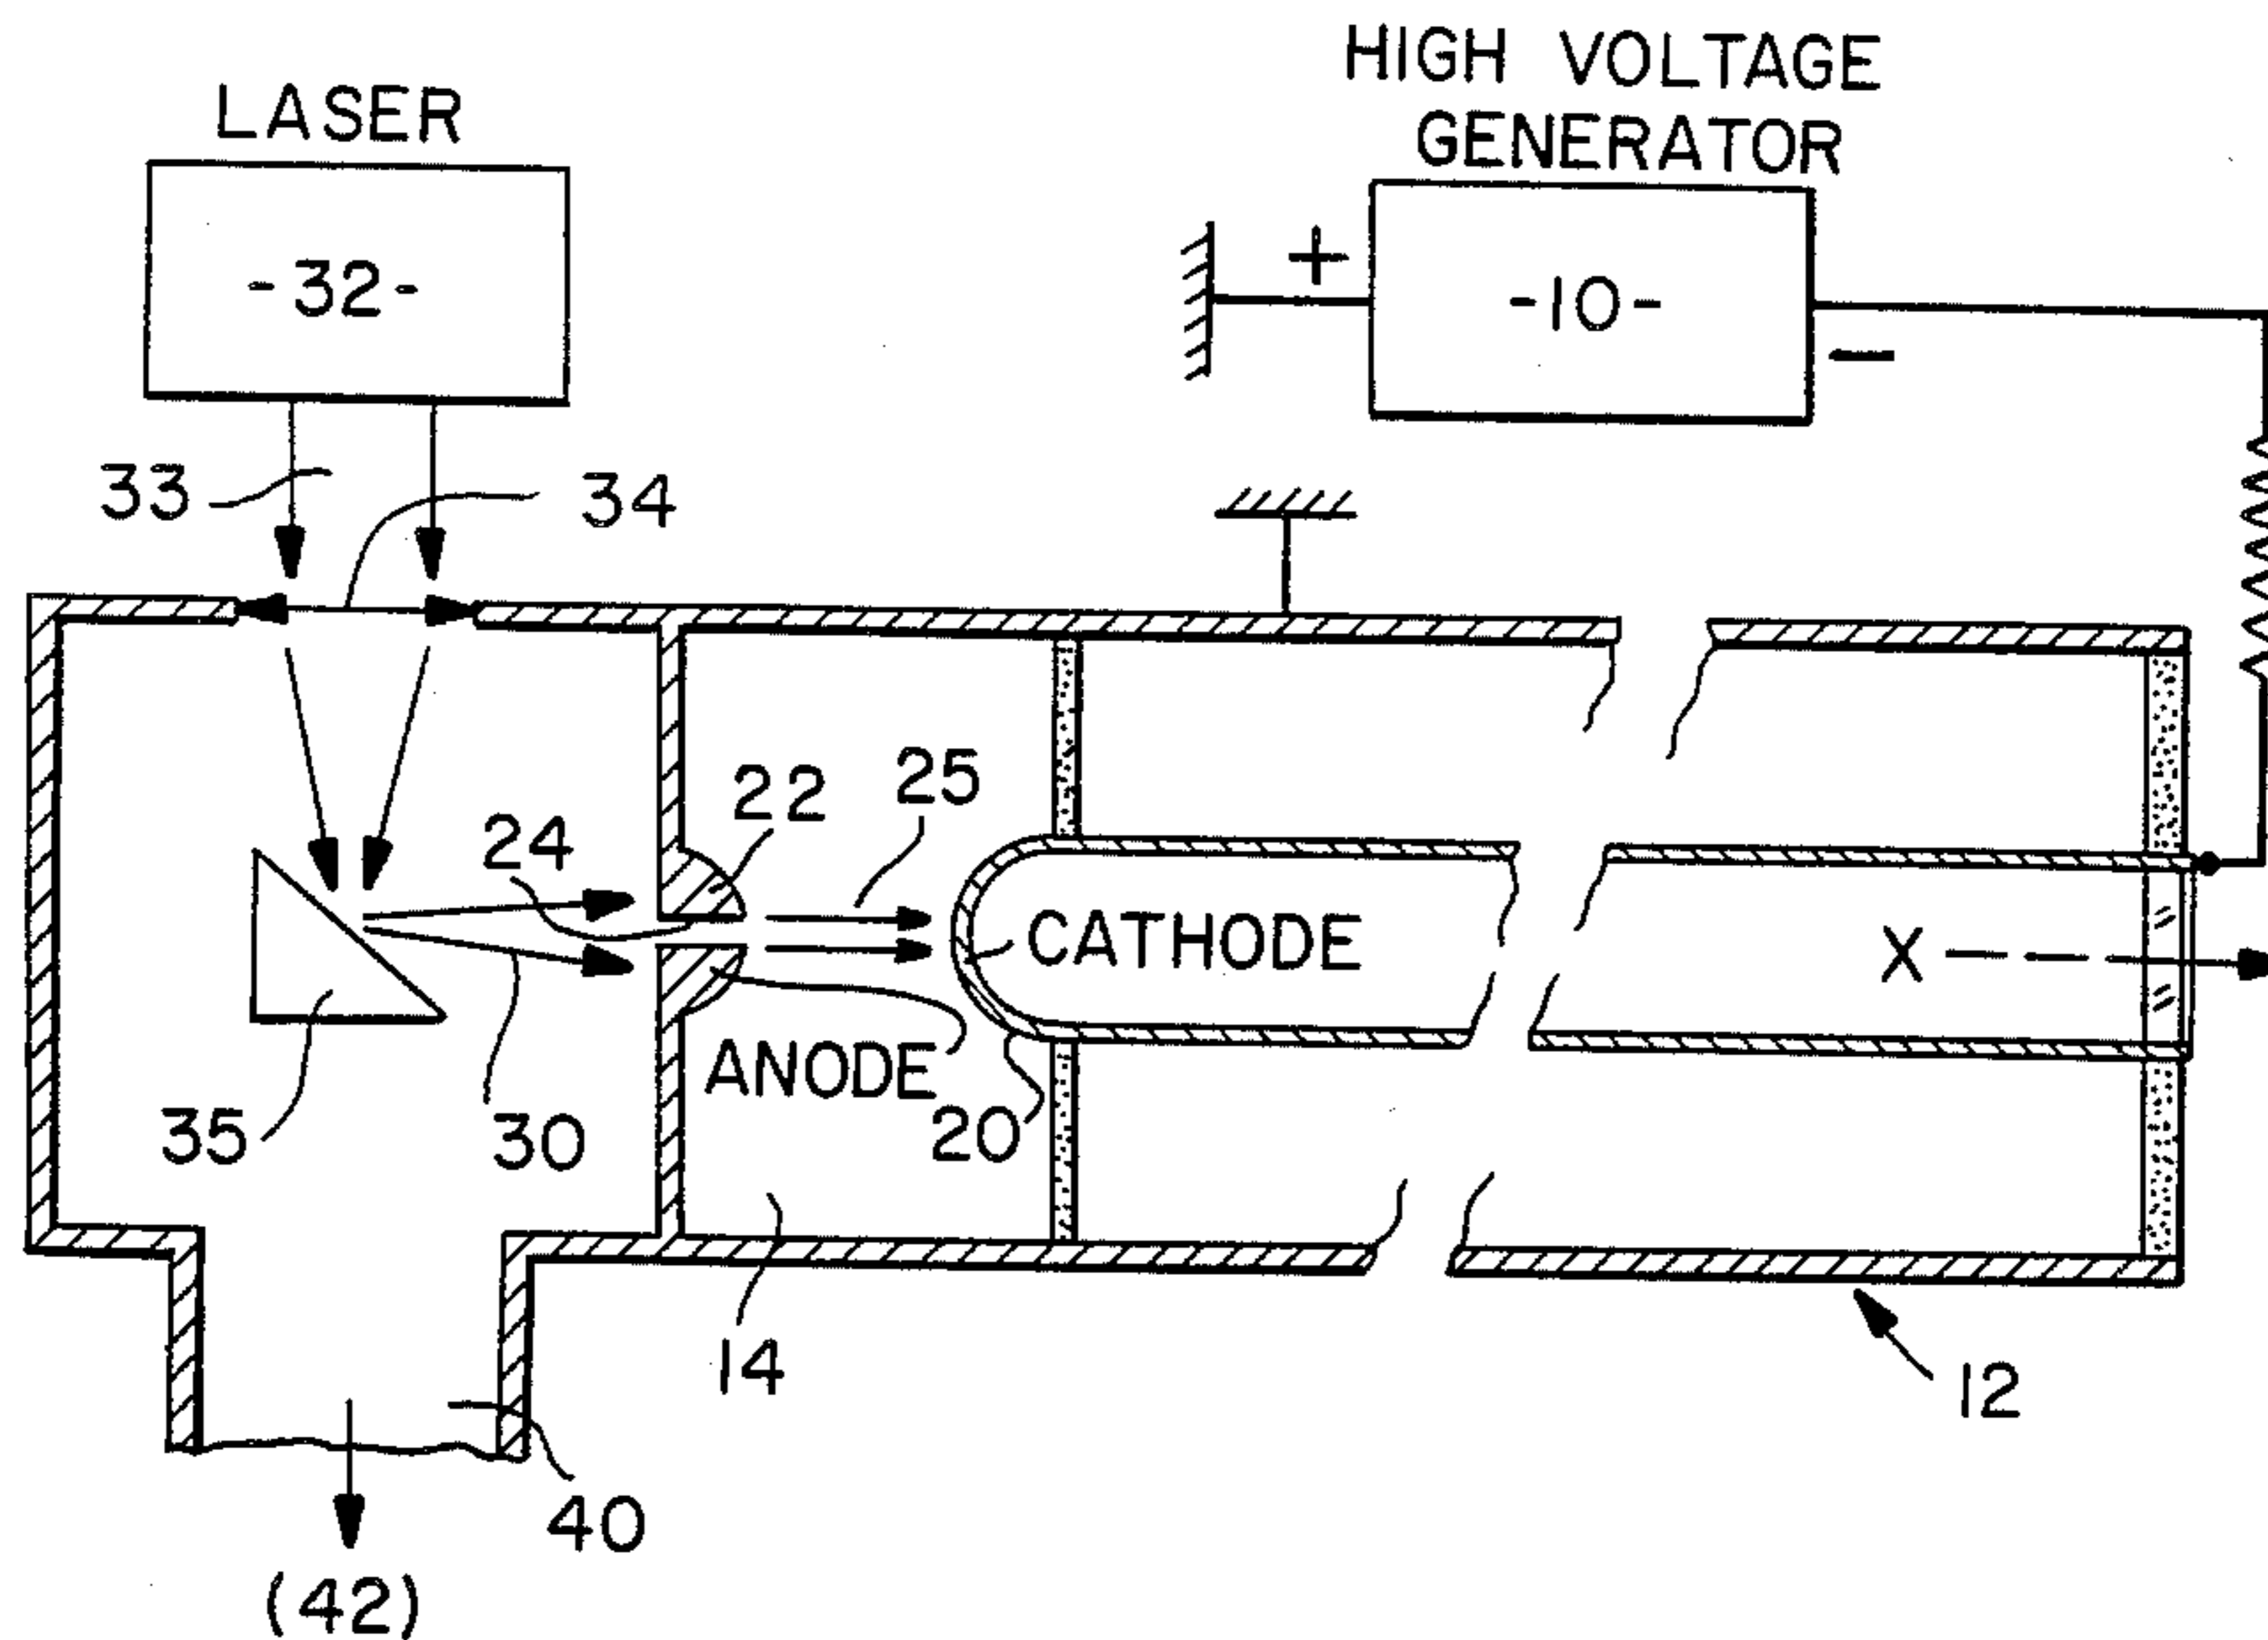 HIGH VOLTAGE
GENERATOR
LASER
-32-
+
-10-
−
33
34
22
25
24
CATHODE
X
ANODE
35
30
20
14
12
40
(42)